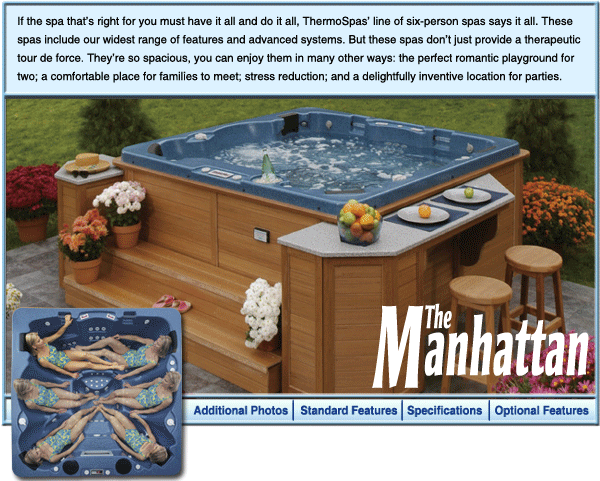 If the spa that's right for you must have it all and do it all, ThermoSpas' line of six-person spas says it all. These
spas include our widest range of features and advanced systems. But these spas don't just provide a therapeutic
tour de force. They're so spacious, you can enjoy them in many other ways: the perfect romantic playground for
two; a comfortable place for families to meet; stress reduction; and a delightfully inventive location for parties.
The
Manhattan
Additional Photos | Standard Features | Specifications | Optional Features